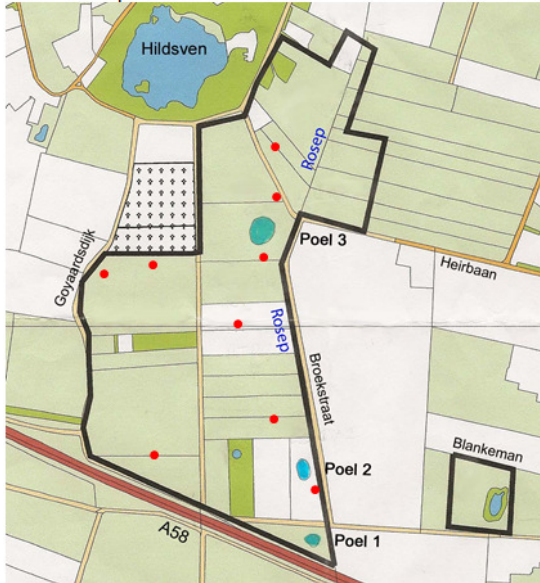 Hildsven
Rosep
Poel 3
Goyaardsdijk
Heirbaan
Rosep
Broekstraat
Blankeman
Poel 2
A58
Poel 1